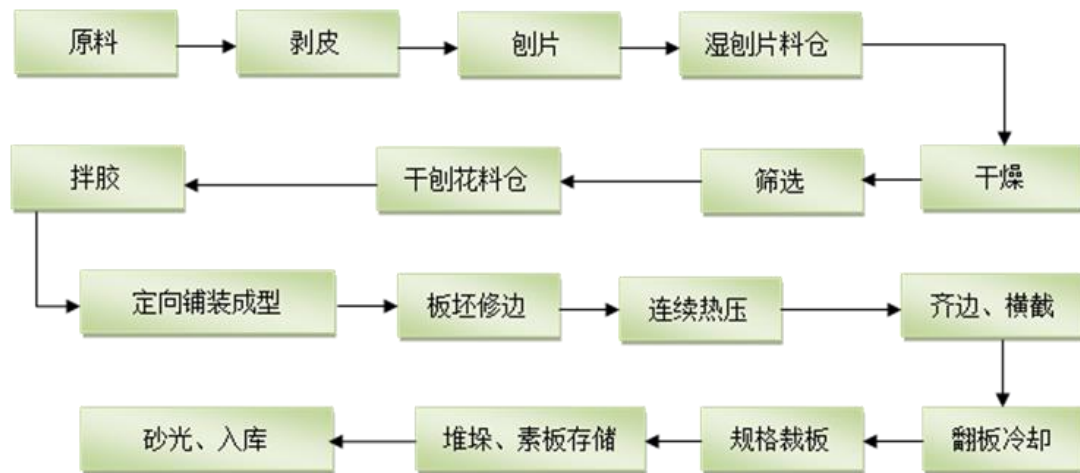 原料
剥皮
刨片
湿刨片料仓
干燥
筛选
干刨花料仓
拌胶
定向铺装成型
板坯修边
连续热压
齐边、横截
翻板冷却
规格裁板
堆垛、素板存储
砂光、入库